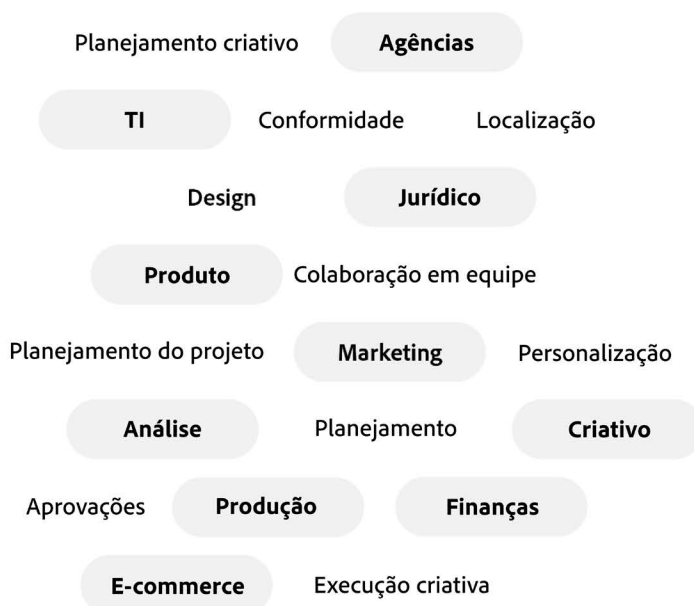 Planejamento criativo Agências
TI Conformidade Localização
Design Jurídico
Produto Colaboração em equipe
Planejamento do projeto Marketing Personalização
Análise Planejamento Criativo
Aprovações Produção Finanças
E-commerce Execução criativa